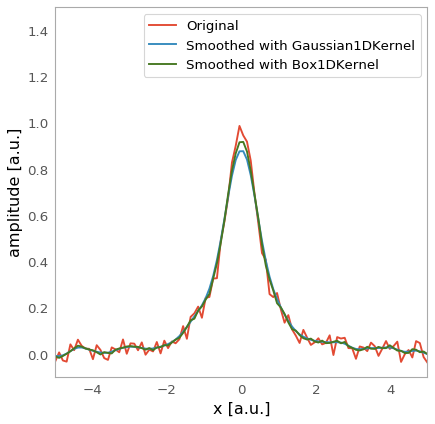 Original
Smoothed with Gaussian1DKernel
Smoothed with Box1DKernel
1.4
1.2
1.0
0.8
0.6
0.4
0.2
0.0
amplitude [a.u.]
−4 −2 0 2 4
x [a.u.]